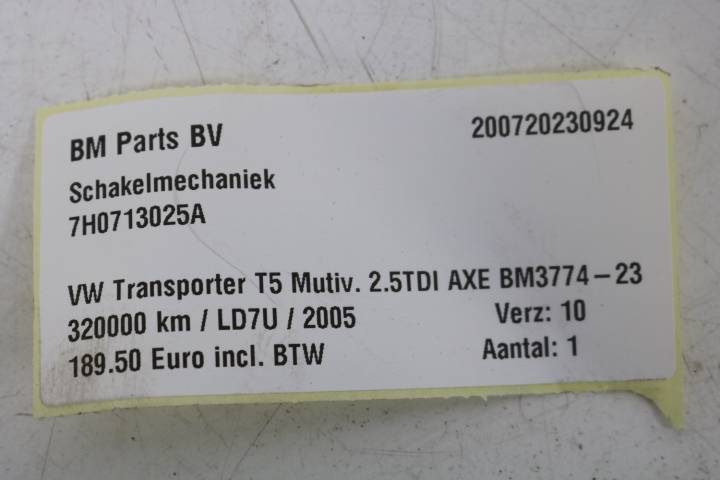 BM Parts BV 200720230924
Schakelmechaniek
7H0713025A
VW Transporter T5 Mutiv. 2.5TDI AXE BM3774-23
320000 km / LD7U / 2005 Verz: 10
189.50 Euro incl. BTW Aantal: 1